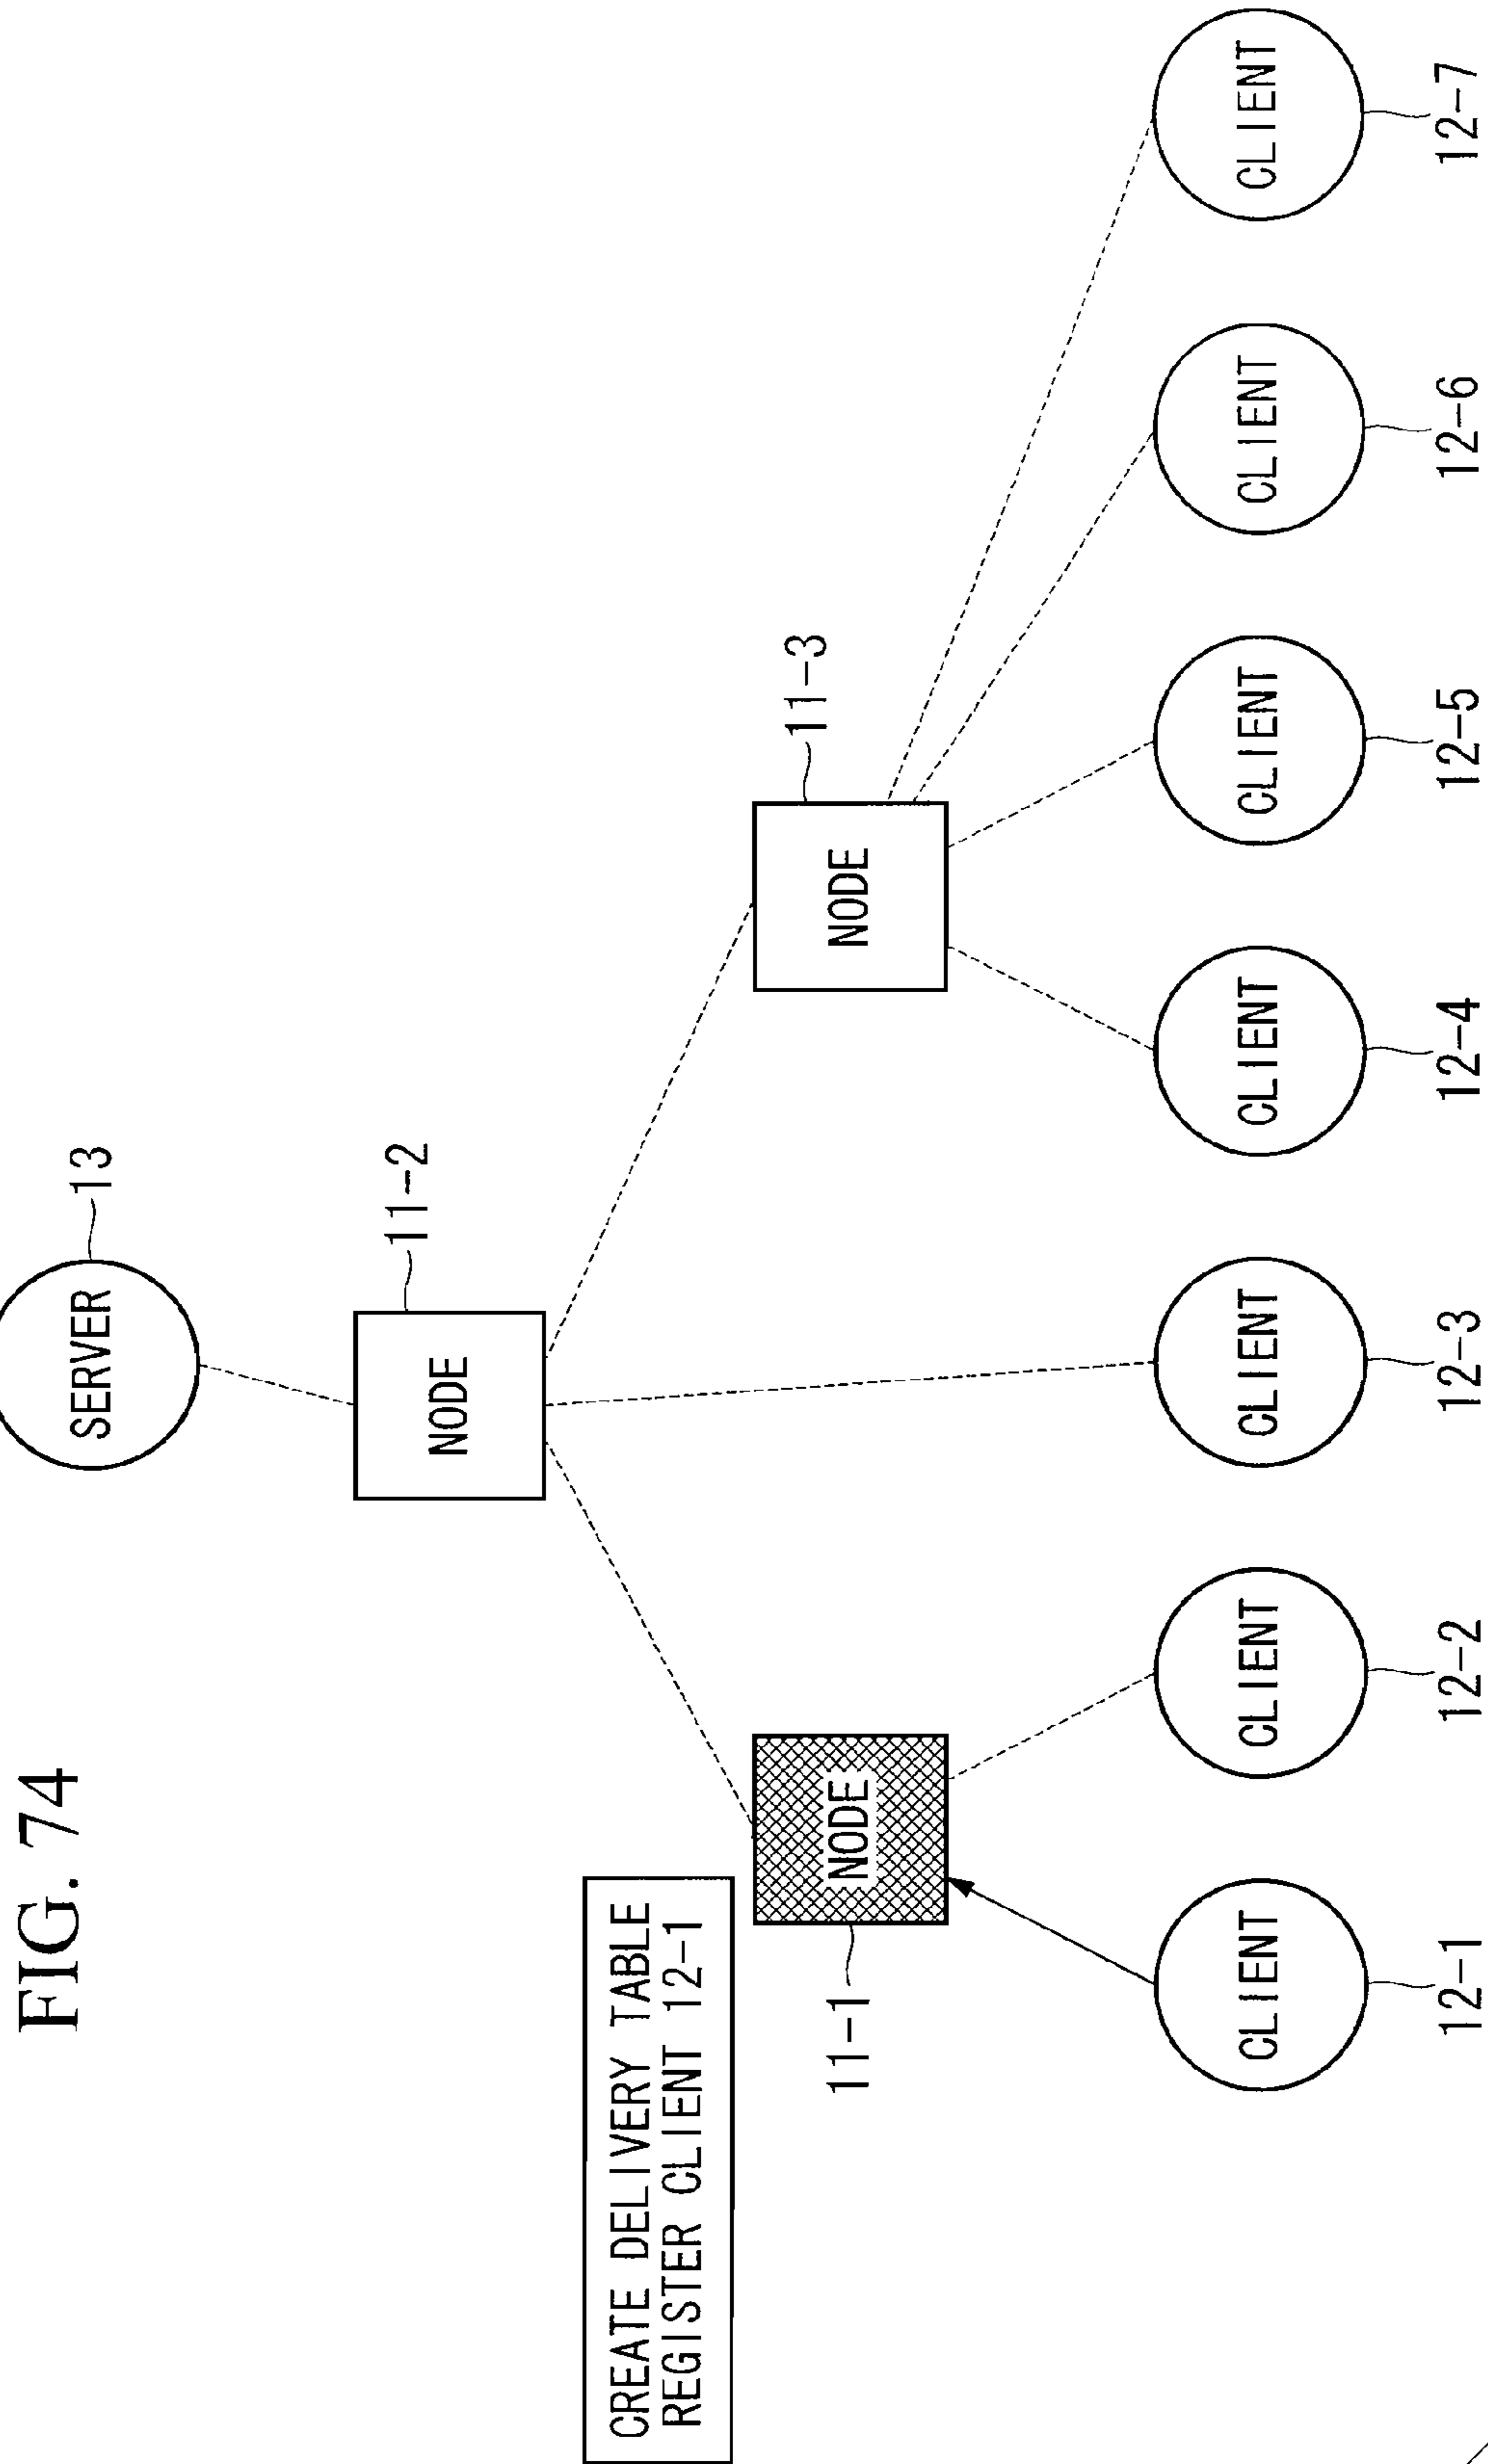 FIG. 74
SERVER
13
NODE
11-2
CREATE DELIVERY TABLE
REGISTER CLIENT 12-1
11-1
NODE
NODE
11-3
CLIENT
CLIENT
CLIENT
CLIENT
CLIENT
CLIENT
CLIENT
12-1
12-2
12-3
12-4
12-5
12-6
12-7